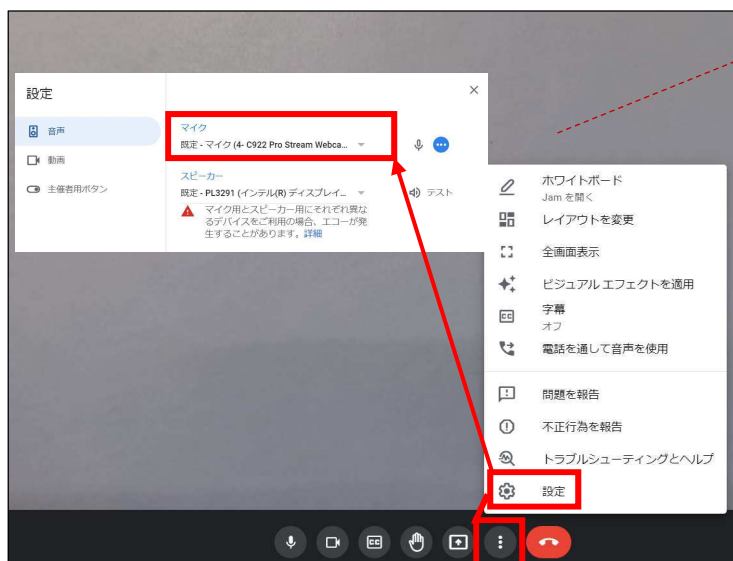 設定
音声
動画
主催者用ボタン
マイク
既定 - マイク (4- C922 Pro Stream Webca...
スピーカー
既定 - PL3291 (インテル(R) ディスプレイ...
テスト
マイク用とスピーカー用にそれぞれ異な
るデバイスをご利用の場合、エコーが発
生することがあります。詳細
ホワイトボード
Jam を開く
レイアウトを変更
全画面表示
ビジュアル エフェクトを適用
字幕
オフ
電話を通して音声を使用
問題を報告
不正行為を報告
トラブルシューティングとヘルプ
設定